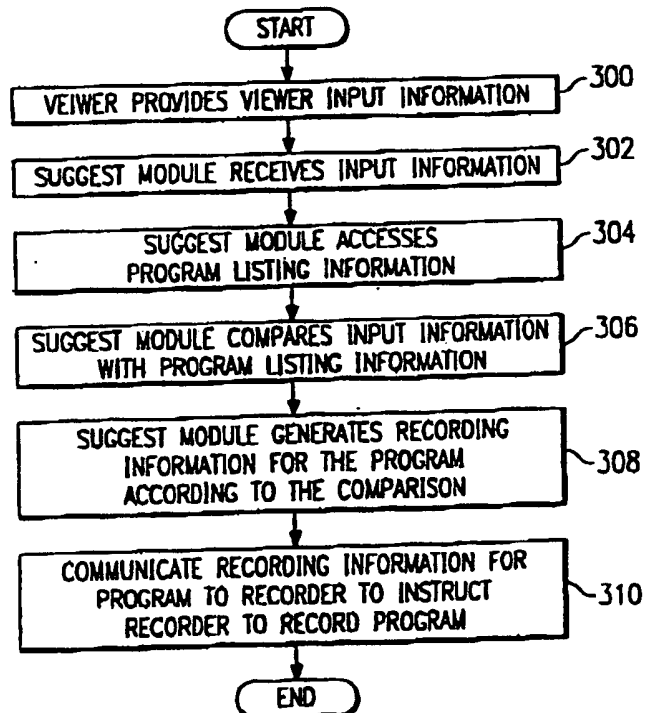 START
VEIWER PROVIDES VIEWER INPUT INFORMATION
300
SUGGEST MODULE RECEIVES INPUT INFORMATION
302
SUGGEST MODULE ACCESSES
PROGRAM LISTING INFORMATION
304
SUGGEST MODULE COMPARES INPUT INFORMATION
WITH PROGRAM LISTING INFORMATION
306
SUGGEST MODULE GENERATES RECORDING
INFORMATION FOR THE PROGRAM
ACCORDING TO THE COMPARISON
308
COMMUNICATE RECORDING INFORMATION FOR
PROGRAM TO RECORDER TO INSTRUCT
RECORDER TO RECORD PROGRAM
310
END